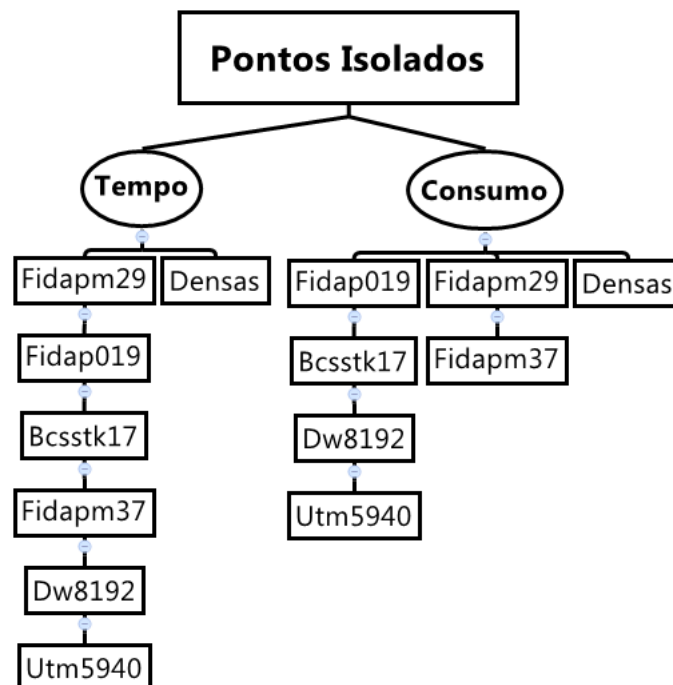 Pontos Isolados
Tempo
Consumo
Fidapm29
Densas
Fidap019
Fidapm29
Densas
Fidap019
Bcsstk17
Fidapm37
Bcsstk17
Dw8192
Fidapm37
Utm5940
Dw8192
Utm5940